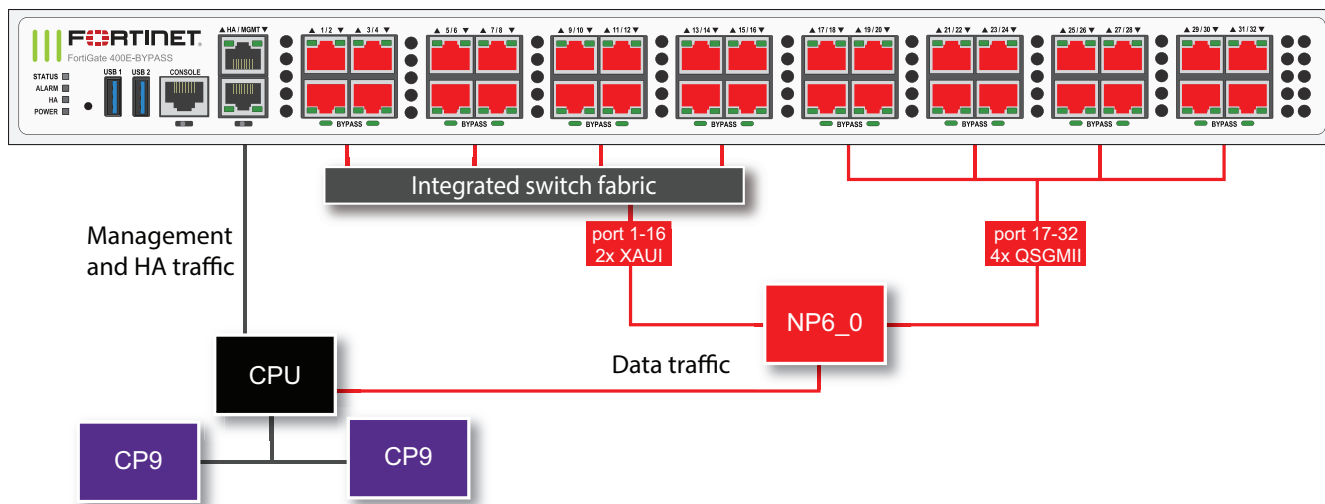 FORTINET
FortiGate 400E-BYPASS
STATUS
ALARM
HA
POWER
USB 1
USB 2
CONSOLE
▲ HA / MGMT ▼
▲ 1/2 ▼ ▲ 3/4 ▼
▲ 5/6 ▼ ▲ 7/8 ▼
▲ 9/10 ▼ ▲ 11/12 ▼
▲ 13/14 ▼ ▲ 15/16 ▼
▲ 17/18 ▼ ▲ 19/20 ▼
▲ 21/22 ▼ ▲ 23/24 ▼
▲ 25/26 ▼ ▲ 27/28 ▼
▲ 29/30 ▼ ▲ 31/32 ▼
BYPASS
BYPASS
BYPASS
BYPASS
BYPASS
BYPASS
BYPASS
BYPASS
Integrated switch fabric
Management
and HA traffic
port 1-16
2x XAUI
port 17-32
4x QSGMII
NP6_0
Data traffic
CPU
CP9
CP9